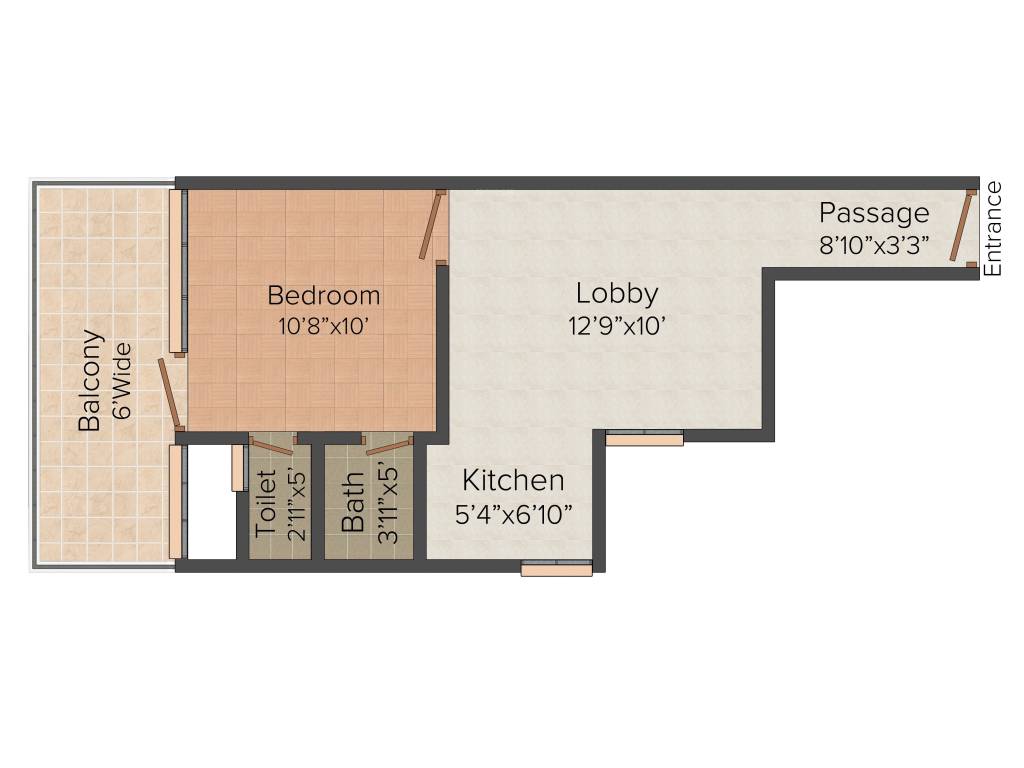 Passage
8’10”x3’3”
Entrance
Bedroom
10’8”x10’
Lobby
12’9”x10’
Balcony
6’Wide
Toilet
2’11”x5’
Bath
3’11”x5’
Kitchen
5’4”x6’10”